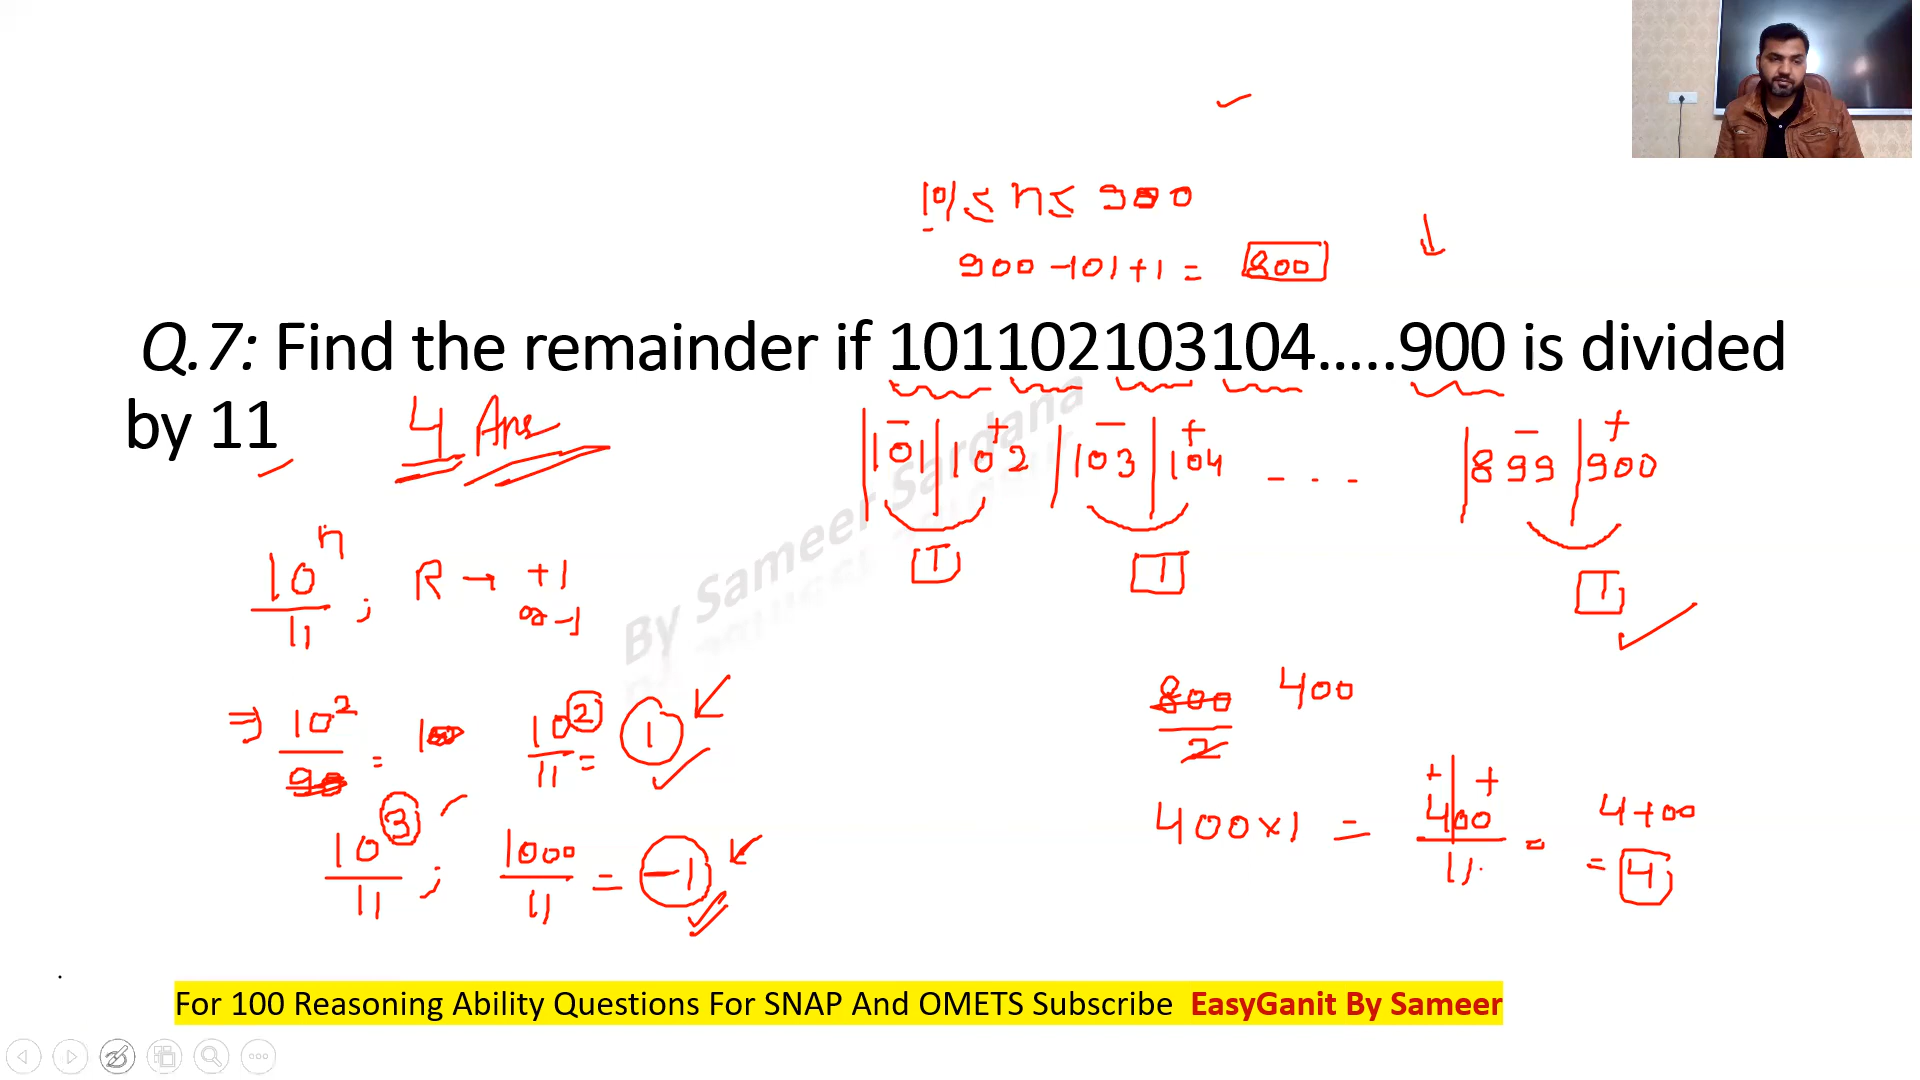 101 ≤ n ≤ 900
900 - 101 + 1 = 800
Q.7: Find the remainder if 101102103104.....900 is divided
by 11
4 Ans
- + - + - +
|101|102 |103|104 - - - |899|900
1 1 1
10^n / 11 ; R → +1
or -1
⇒ 10^2 / = 10^2 / 11 = 1
10^3 / 11 ; 1000 / 11 = -1
800 / 2 400
400 × 1 = 4|00 / 11 = 4+00
= 4
By Sameer Sardana
For 100 Reasoning Ability Questions For SNAP And OMETS Subscribe EasyGanit By Sameer